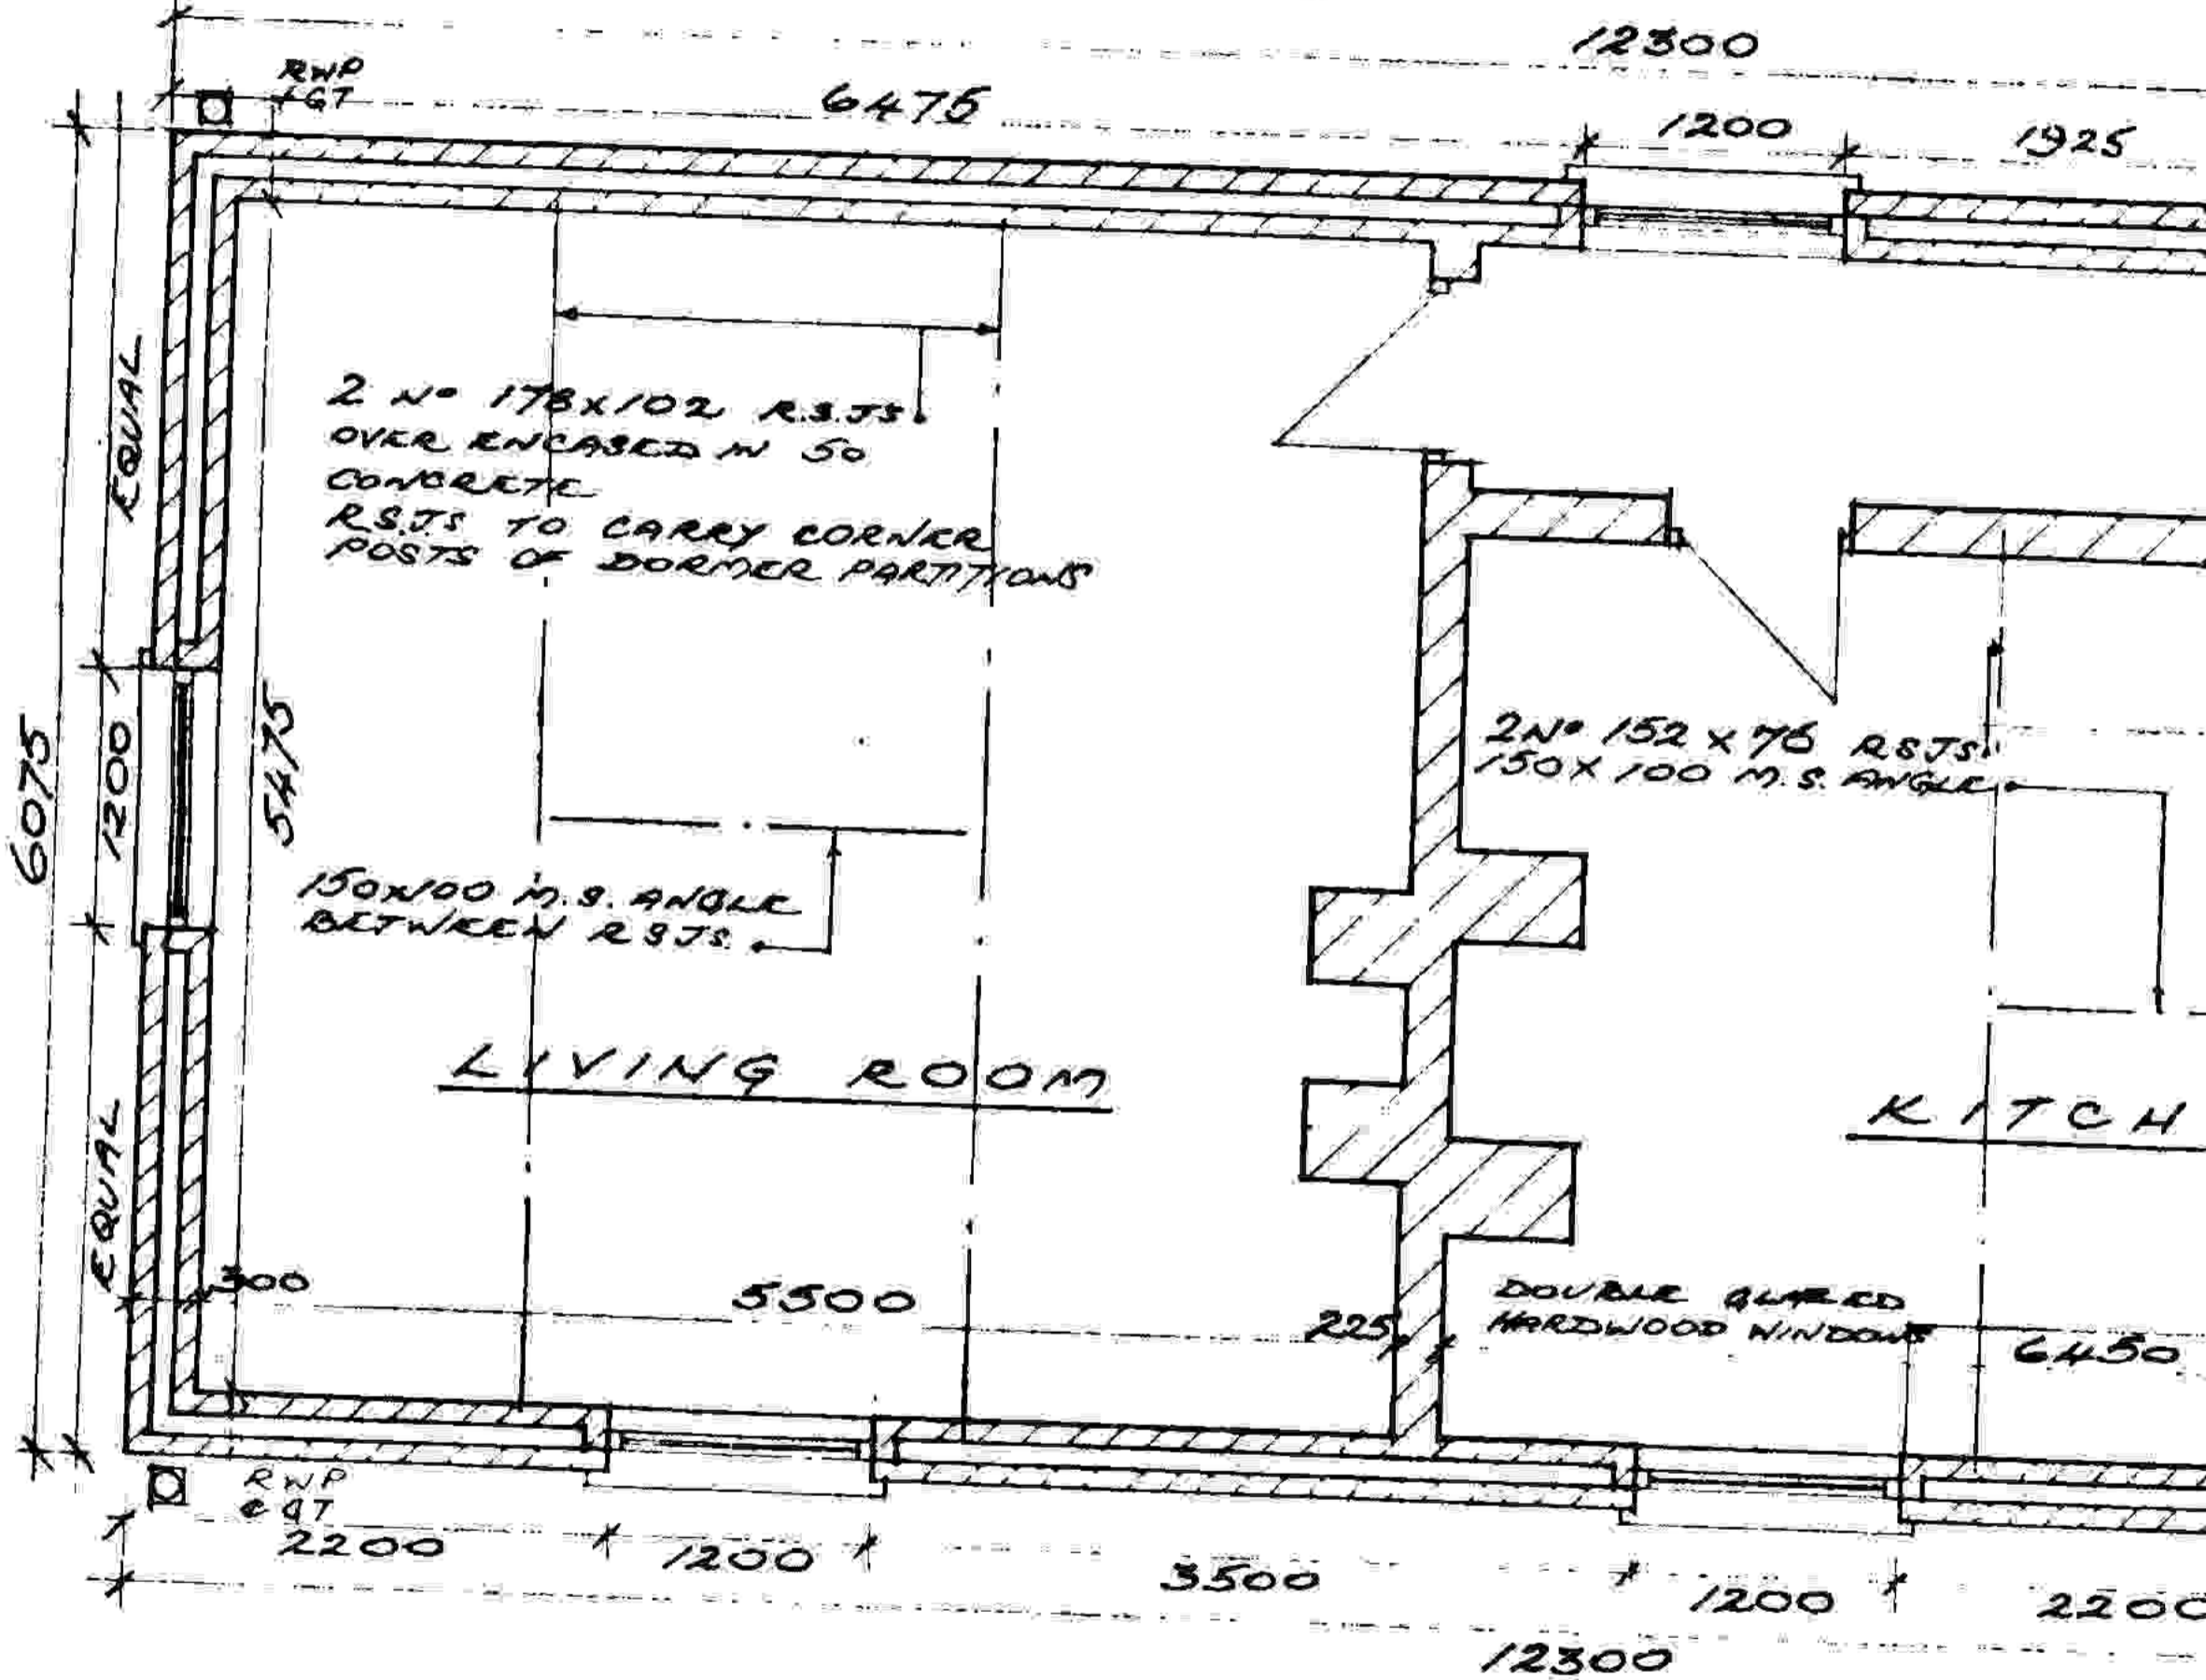 12300
RWP
& GT
6475
1200
1925
EQUAL
2 No 178x102 R.S.JS.
OVER ENCASED IN 50
CONCRETE
R.S.JS TO CARRY CORNER
POSTS OF DORMER PARTITIONS
6075
1200
5475
2 No 152 x 76 RSJS.
150 X 100 M.S. ANGLE
150x100 M.S. ANGLE
BETWEEN RSJS.
LIVING ROOM
KITCH
EQUAL
300
5500
225
DOUBLE GLAZED
HARDWOOD WINDOWS
6450
RWP
& GT
2200
1200
3500
1200
2200
12300